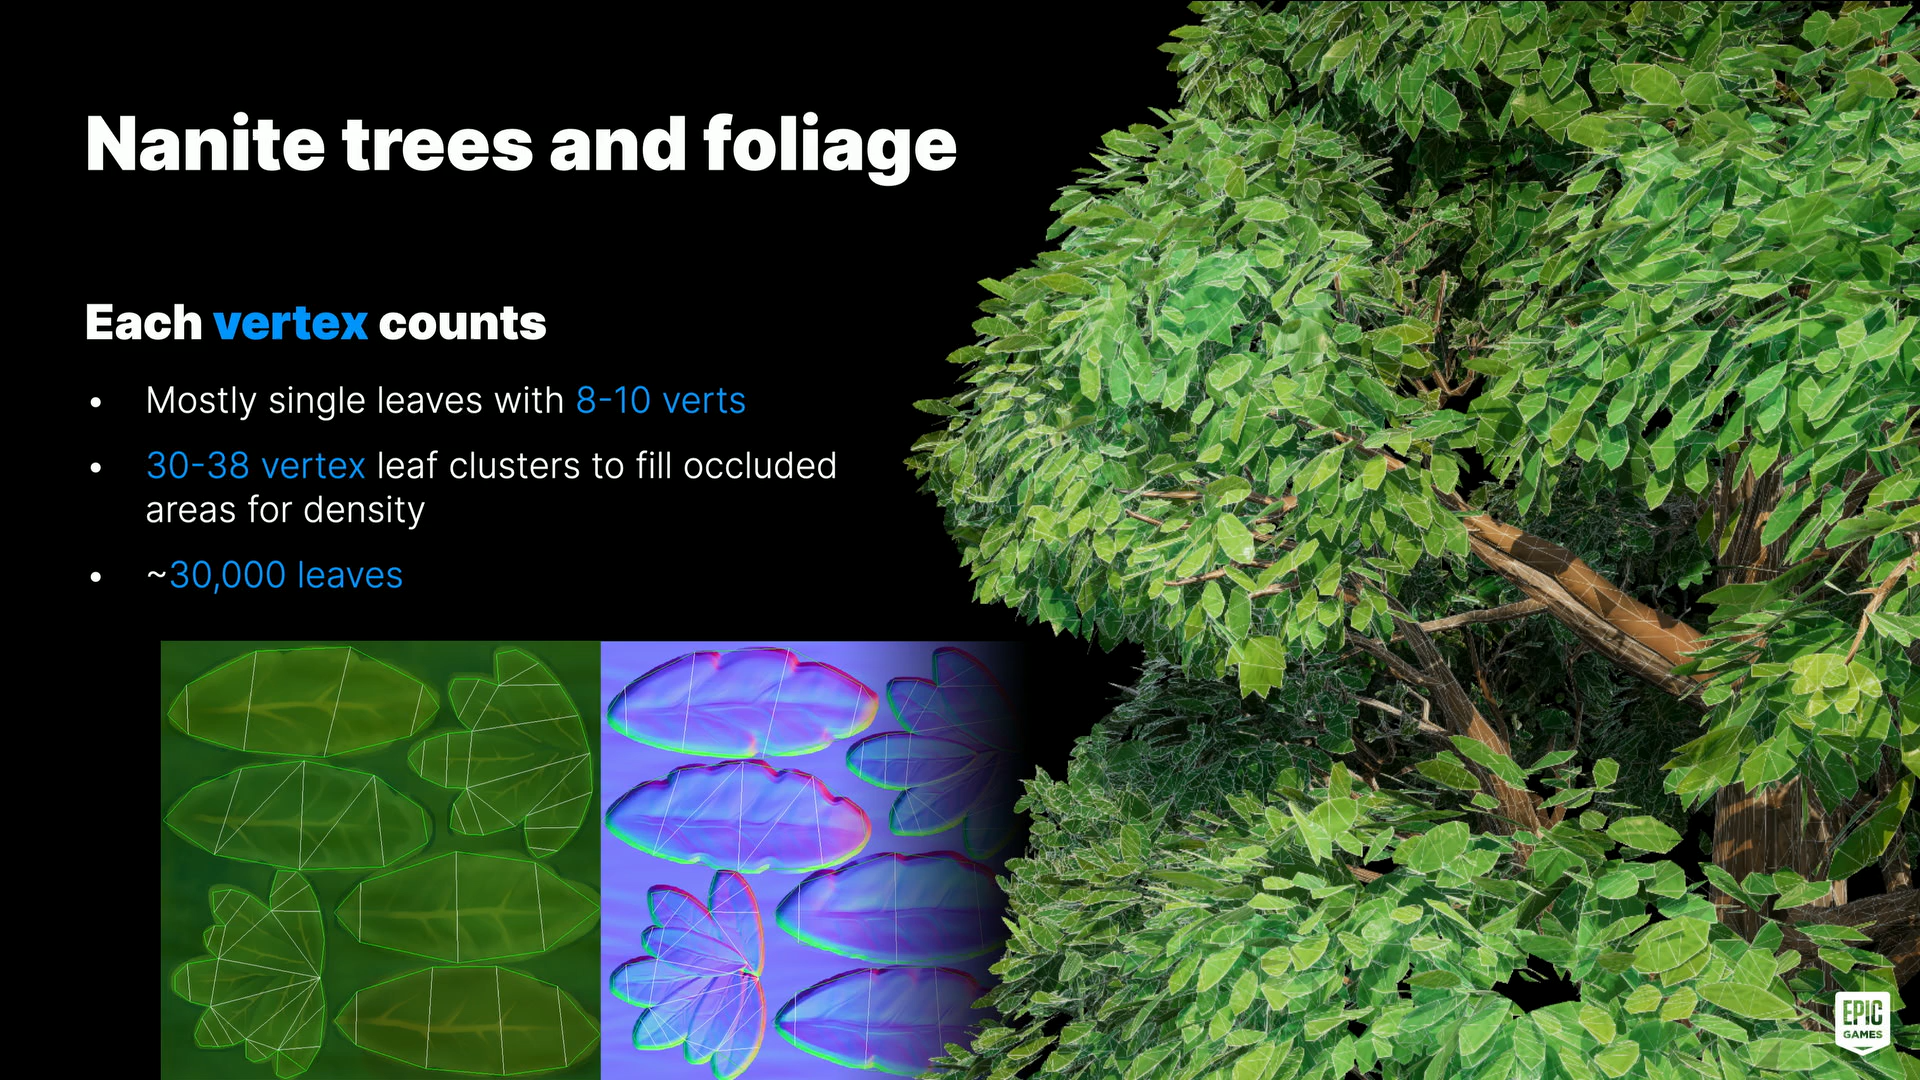 Nanite trees and foliage
Each vertex counts
• Mostly single leaves with 8-10 verts
• 30-38 vertex leaf clusters to fill occluded
areas for density
• ~30,000 leaves
EPIC
GAMES